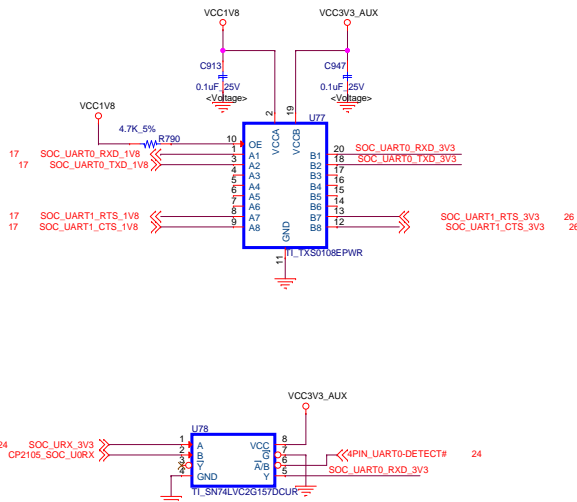 VCC1V8
VCC3V3_AUX
C913
C947
0.1uF_25V
0.1uF_25V
<Voltage>
<Voltage>
VCC1V8
2
19
U77
4.7K_5%
R790
10
OE
VCCA
VCCB
17 SOC_UART0_RXD_1V8 1 A1 B1 20 SOC_UART0_RXD_3V3
17 SOC_UART0_TXD_1V8 3 A2 B2 18 SOC_UART0_TXD_3V3
4 A3 B3 17
5 A4 B4 16
6 A5 B5 15
7 A6 B6 14
17 SOC_UART1_RTS_1V8 8 A7 B7 13 SOC_UART1_RTS_3V3 26
17 SOC_UART1_CTS_1V8 9 A8 B8 12 SOC_UART1_CTS_3V3 26
GND
11
TI_TXS0108EPWR
VCC3V3_AUX
U78
24 SOC_URX_3V3 1 A VCC 8
CP2105_SOC_U0RX 2 B G 7
3 Y A/B 6 4PIN_UART0-DETECT# 24
4 GND Y 5 SOC_UART0_RXD_3V3
TI_SN74LVC2G157DCUR